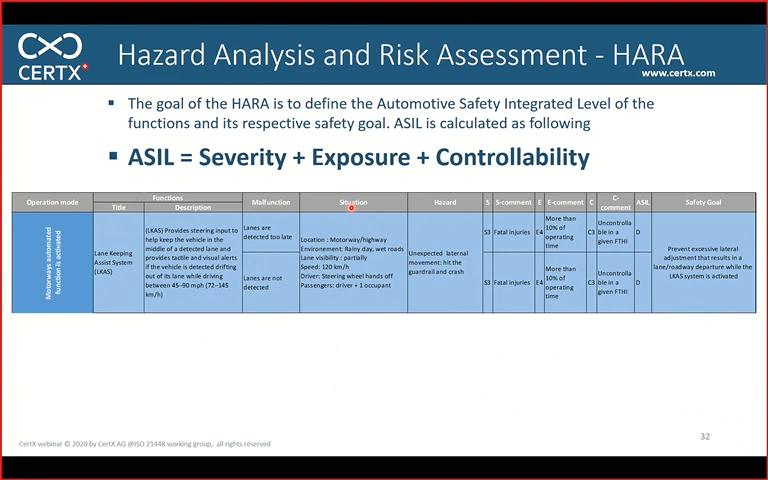 CERTX
Hazard Analysis and Risk Assessment - HARA
www.certx.com
▪ The goal of the HARA is to define the Automotive Safety Integrated Level of the
functions and its respective safety goal. ASIL is calculated as following
▪ ASIL = Severity + Exposure + Controllability
Operation mode
Functions
Title
Description
Malfunction
Situation
Hazard
S
S-comment
E
E-comment
C
C-
comment
ASIL
Safety Goal
Motorways automated
function is activated
Lane Keeping
Assist System
(LKAS)
(LKAS) Provides steering input to
help keep the vehicle in the
middle of a detected lane and
provides tactile and visual alerts
if the vehicle is detected drifting
out of its lane while driving
between 45–90 mph (72–145
km/h)
Lanes are
detected too late
Location : Motorway/highway
Environement: Rainy day, wet roads
Lane visibility : partially
Speed: 120 km/h
Driver: Steering wheel hands off
Passengers: driver + 1 occupant
Unexpected laternal
movement: hit the
guardrail and crash
S3
Fatal injuries
E4
More than
10% of
operating
time
C3
Uncontrolla
ble in a
given FTHI
D
Prevent excessive lateral
adjustment that results in a
lane/roadway departure while the
LKAS system is activated
Lanes are not
detected
S3
Fatal injuries
E4
More than
10% of
operating
time
C3
Uncontrolla
ble in a
given FTHI
D
CertX webinar © 2020 by CertX AG @ISO 21448 working group, all rights reserved
32